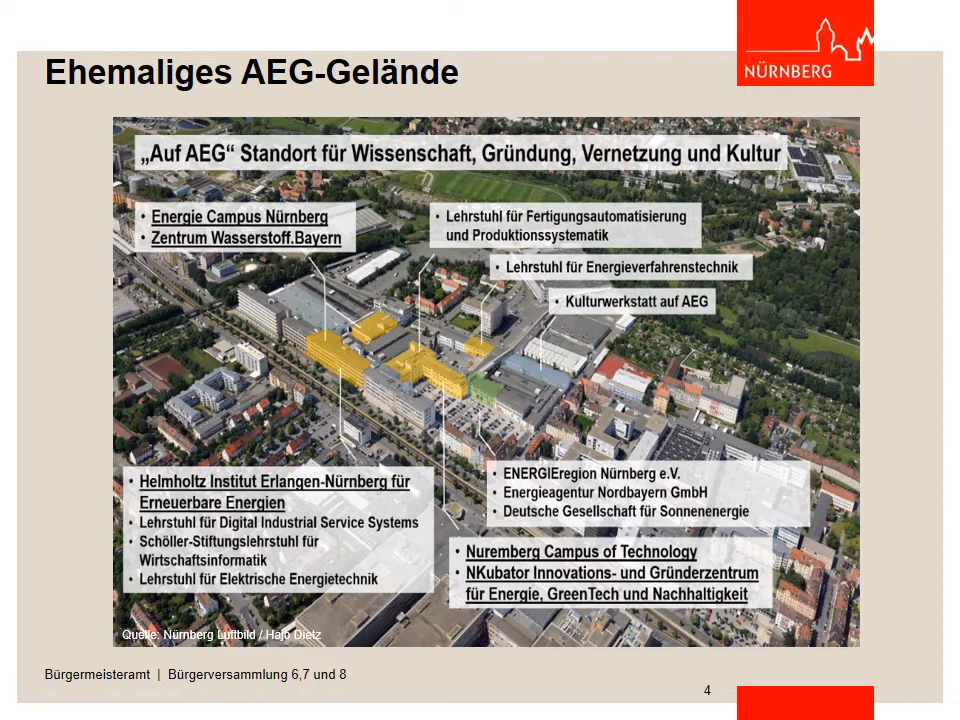 NÜRNBERG
Ehemaliges AEG-Gelände
„Auf AEG“ Standort für Wissenschaft, Gründung, Vernetzung und Kultur
• Energie Campus Nürnberg
• Zentrum Wasserstoff.Bayern
• Lehrstuhl für Fertigungsautomatisierung
und Produktionssystematik
• Lehrstuhl für Energieverfahrenstechnik
• Kulturwerkstatt auf AEG
• Helmholtz Institut Erlangen-Nürnberg für
Erneuerbare Energien
• Lehrstuhl für Digital Industrial Service Systems
• Schöller-Stiftungslehrstuhl für
Wirtschaftsinformatik
• Lehrstuhl für Elektrische Energietechnik
• ENERGIEregion Nürnberg e.V.
• Energieagentur Nordbayern GmbH
• Deutsche Gesellschaft für Sonnenenergie
• Nuremberg Campus of Technology
• NKubator Innovations- und Gründerzentrum
für Energie, GreenTech und Nachhaltigkeit
Quelle: Nürnberg Luftbild / Hajo Dietz
Bürgermeisteramt | Bürgerversammlung 6,7 und 8
4